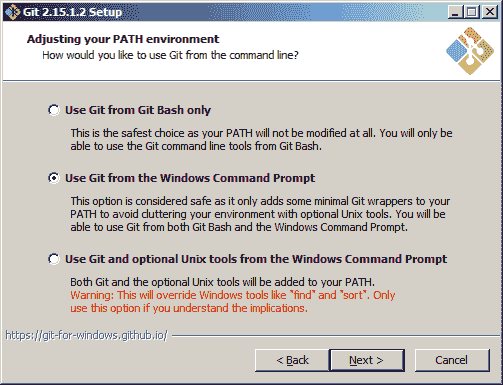 Git 2.15.1.2 Setup
Adjusting your PATH environment
How would you like to use Git from the command line?
Use Git from Git Bash only
This is the safest choice as your PATH will not be modified at all. You will only be
able to use the Git command line tools from Git Bash.
Use Git from the Windows Command Prompt
This option is considered safe as it only adds some minimal Git wrappers to your
PATH to avoid cluttering your environment with optional Unix tools. You will be
able to use Git from both Git Bash and the Windows Command Prompt.
Use Git and optional Unix tools from the Windows Command Prompt
Both Git and the optional Unix tools will be added to your PATH.
Warning: This will override Windows tools like "find" and "sort". Only
use this option if you understand the implications.
https://git-for-windows.github.io/
< Back Next > Cancel